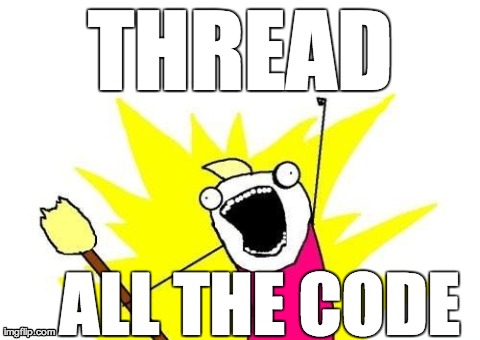 THREAD
ALL THE CODE
imgflip.com